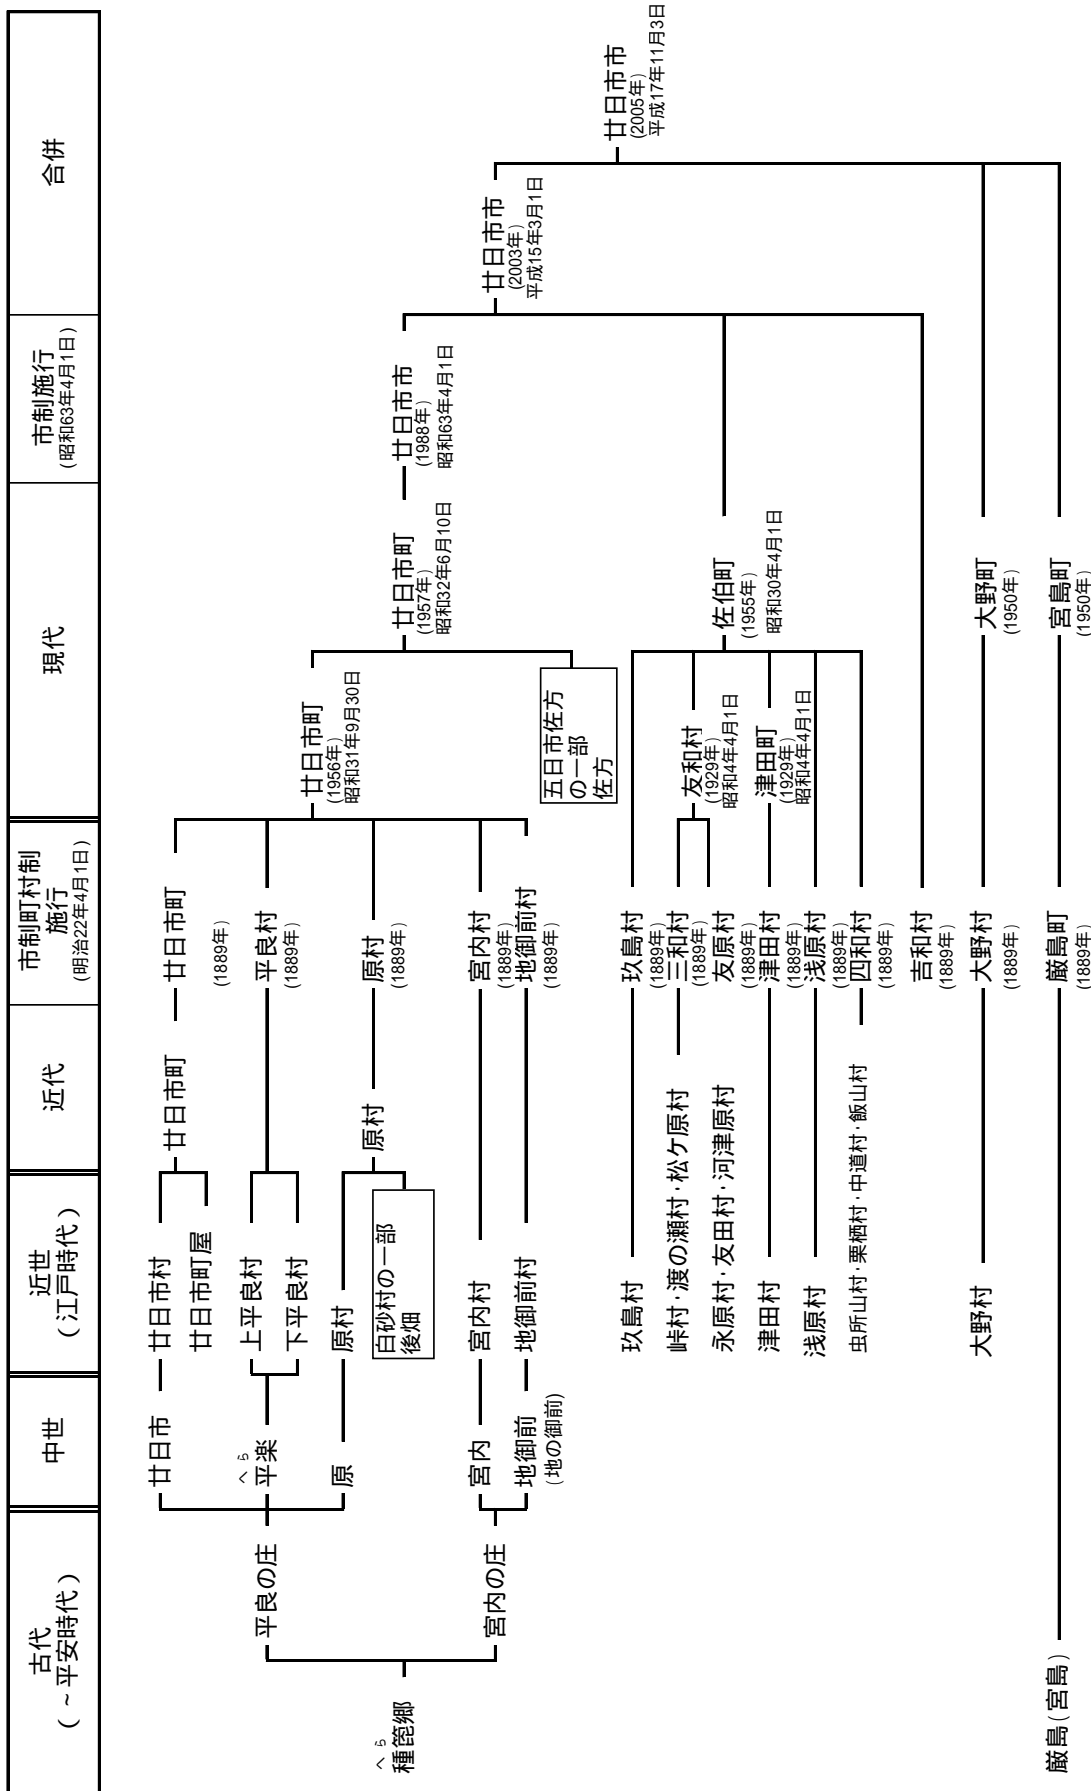 古代
(～平安時代)
中世
近世
(江戸時代)
近代
市制町村制
施行
(明治22年4月1日)
現代
市制施行
(昭和63年4月1日)
合併
へら
種箆郷
平良の庄
宮内の庄
厳島(宮島)
廿日市
へら
平楽
原
宮内
地御前
(地の御前)
廿日市村
廿日市町屋
上平良村
下平良村
原村
白砂村の一部
後畑
宮内村
地御前村
玖島村
峠村・渡の瀬村・松ケ原村
永原村・友田村・河津原村
津田村
浅原村
虫所山村・栗栖村・中道村・飯山村
大野村
廿日市町
原村
廿日市町
(1889年)
平良村
(1889年)
原村
(1889年)
宮内村
(1889年)
地御前村
(1889年)
玖島村
(1889年)
三和村
(1889年)
友原村
(1889年)
津田村
(1889年)
浅原村
(1889年)
四和村
(1889年)
吉和村
(1889年)
大野村
(1889年)
厳島町
(1889年)
廿日市町
(1956年)
昭和31年9月30日
五日市佐方
の一部
佐方
友和村
(1929年)
昭和4年4月1日
津田町
(1929年)
昭和4年4月1日
廿日市町
(1957年)
昭和32年6月10日
佐伯町
(1955年)
昭和30年4月1日
大野町
(1950年)
宮島町
(1950年)
廿日市市
(1988年)
昭和63年4月1日
廿日市市
(2003年)
平成15年3月1日
廿日市市
(2005年)
平成17年11月3日